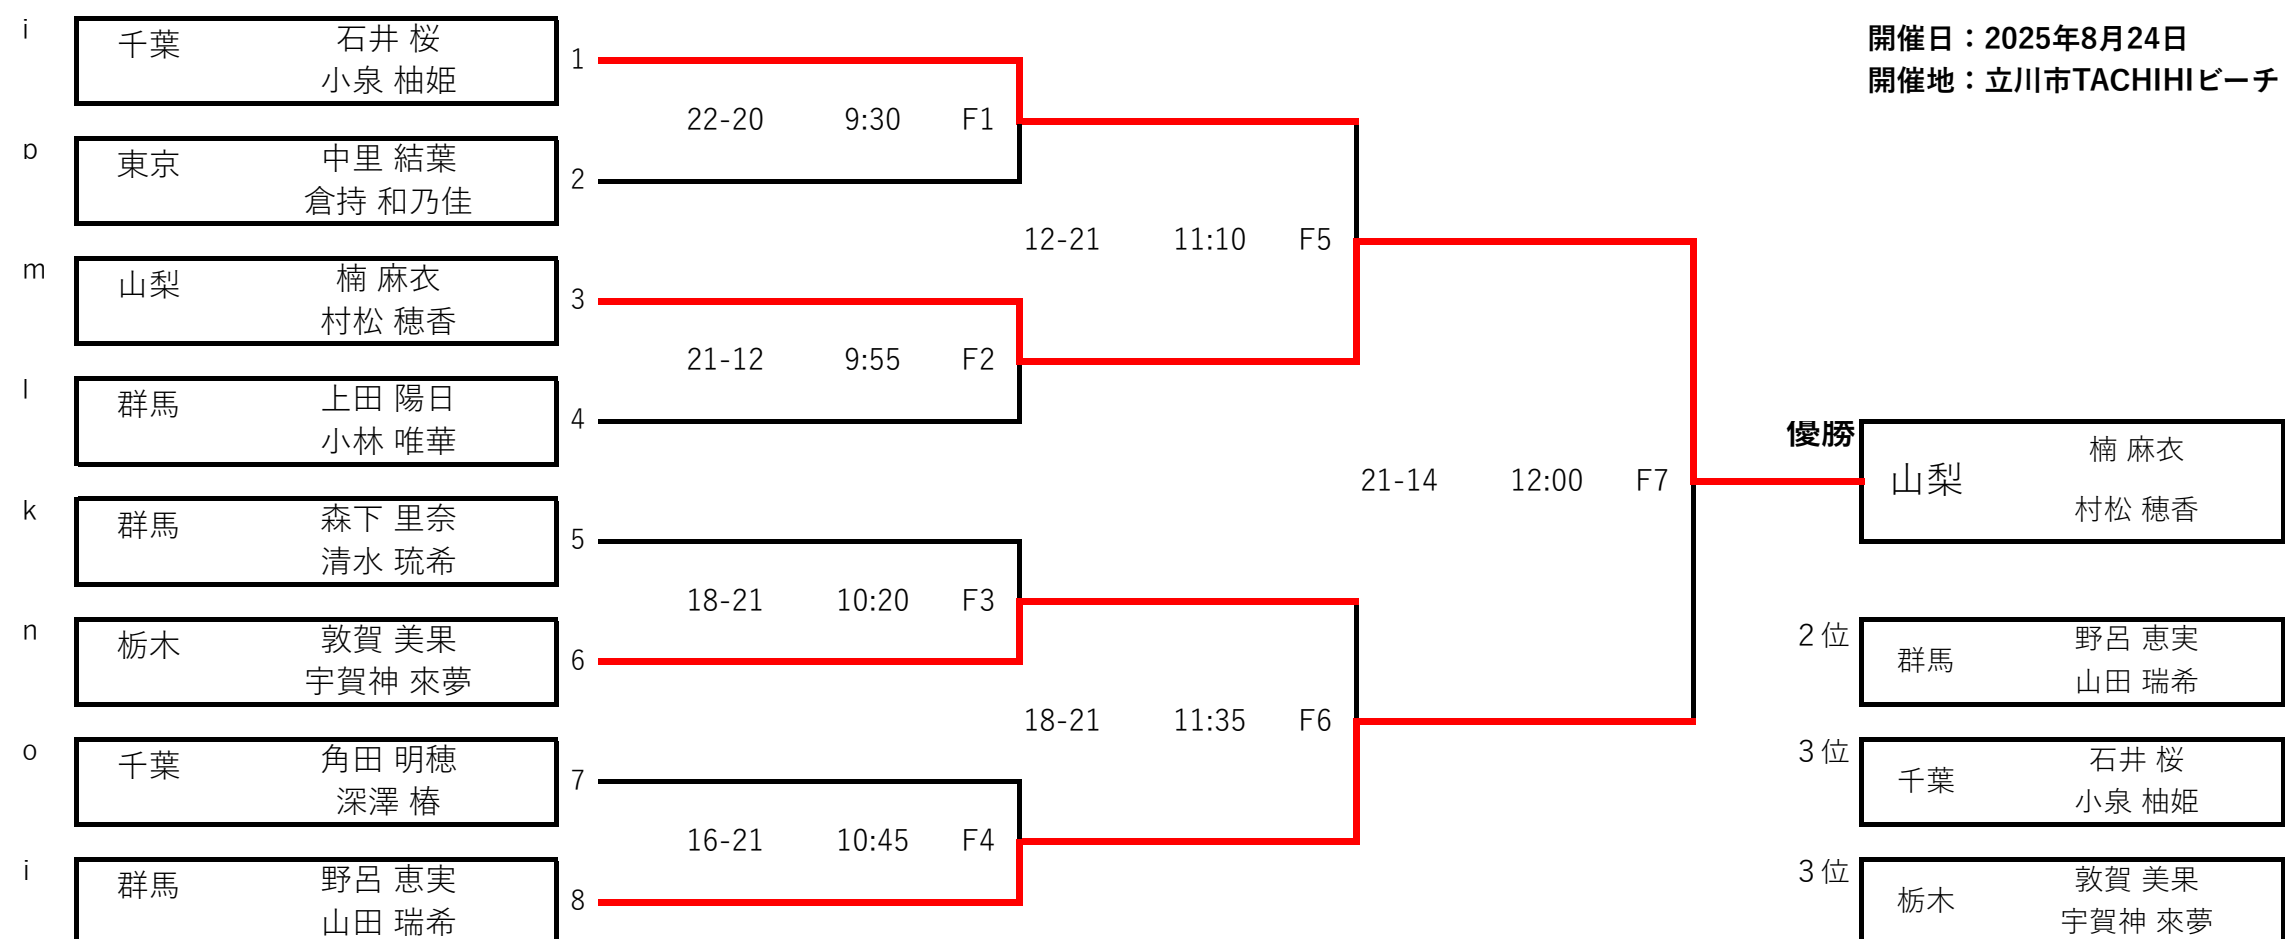 開催日：2025年8月24日
開催地：立川市TACHIHIビーチ
i 千葉 石井 桜
小泉 柚姫
1
22-20 9:30 F1
p 東京 中里 結葉
倉持 和乃佳
2
12-21 11:10 F5
m 山梨 楠 麻衣
村松 穂香
3
21-12 9:55 F2
l 群馬 上田 陽日
小林 唯華
4
21-14 12:00 F7
優勝 山梨 楠 麻衣
村松 穂香
k 群馬 森下 里奈
清水 琉希
5
18-21 10:20 F3
n 栃木 敦賀 美果
宇賀神 來夢
6
2位 群馬 野呂 恵実
山田 瑞希
18-21 11:35 F6
o 千葉 角田 明穂
深澤 椿
7
3位 千葉 石井 桜
小泉 柚姫
16-21 10:45 F4
i 群馬 野呂 恵実
山田 瑞希
8
3位 栃木 敦賀 美果
宇賀神 來夢